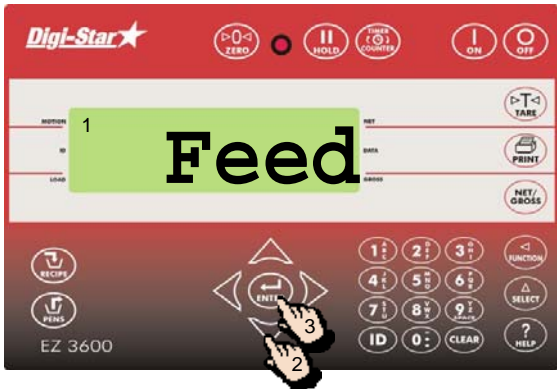 Digi-Star
ZERO
HOLD
TIMER
COUNTER
ON
OFF
TARE
PRINT
NET/
GROSS
MOTION
ID
LOAD
1
Feed
NET
DATA
GROSS
RECIPE
PENS
ENTER
3
2
1 A B C
2 D E F
3 G H I
4 J K L
5 M N O
6 P Q R
7 S T U
8 V W X
9 Y Z SPACE
ID
0
CLEAR
FUNCTION
SELECT
?
HELP
EZ 3600